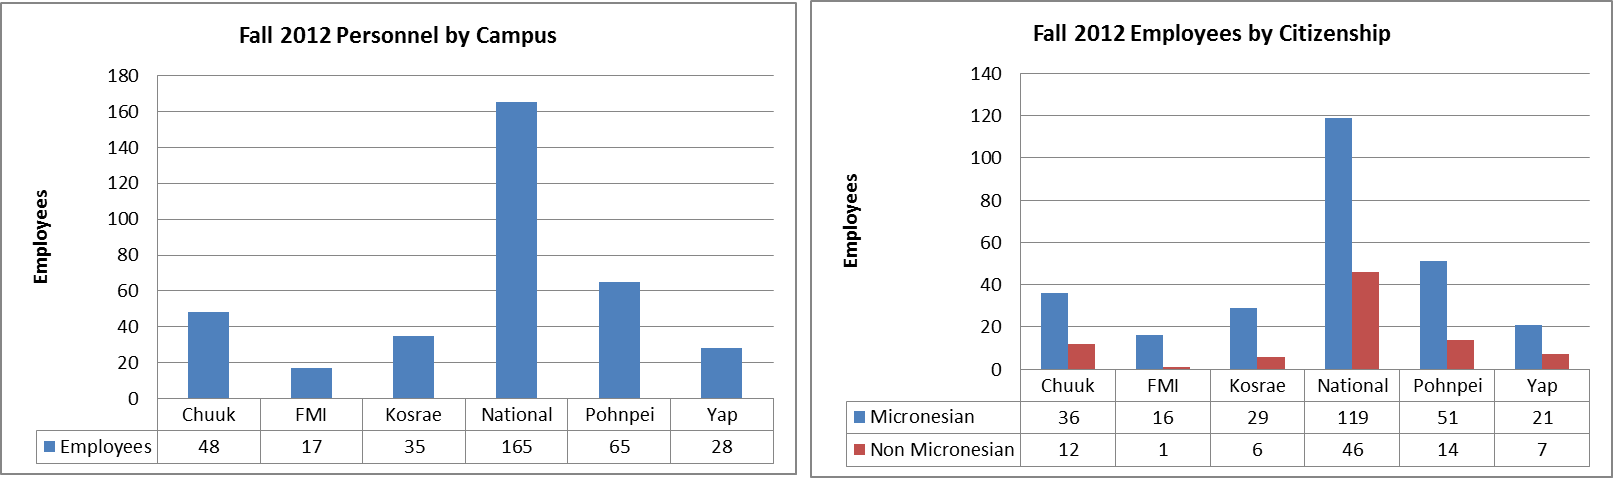 Fall 2012 Personnel by Campus
180
160
140
120
100
80
60
40
20
0
Employees
Chuuk FMI Kosrae National Pohnpei Yap
Employees 48 17 35 165 65 28
Fall 2012 Employees by Citizenship
140
120
100
80
60
40
20
0
Employees
Chuuk FMI Kosrae National Pohnpei Yap
Micronesian 36 16 29 119 51 21
Non Micronesian 12 1 6 46 14 7